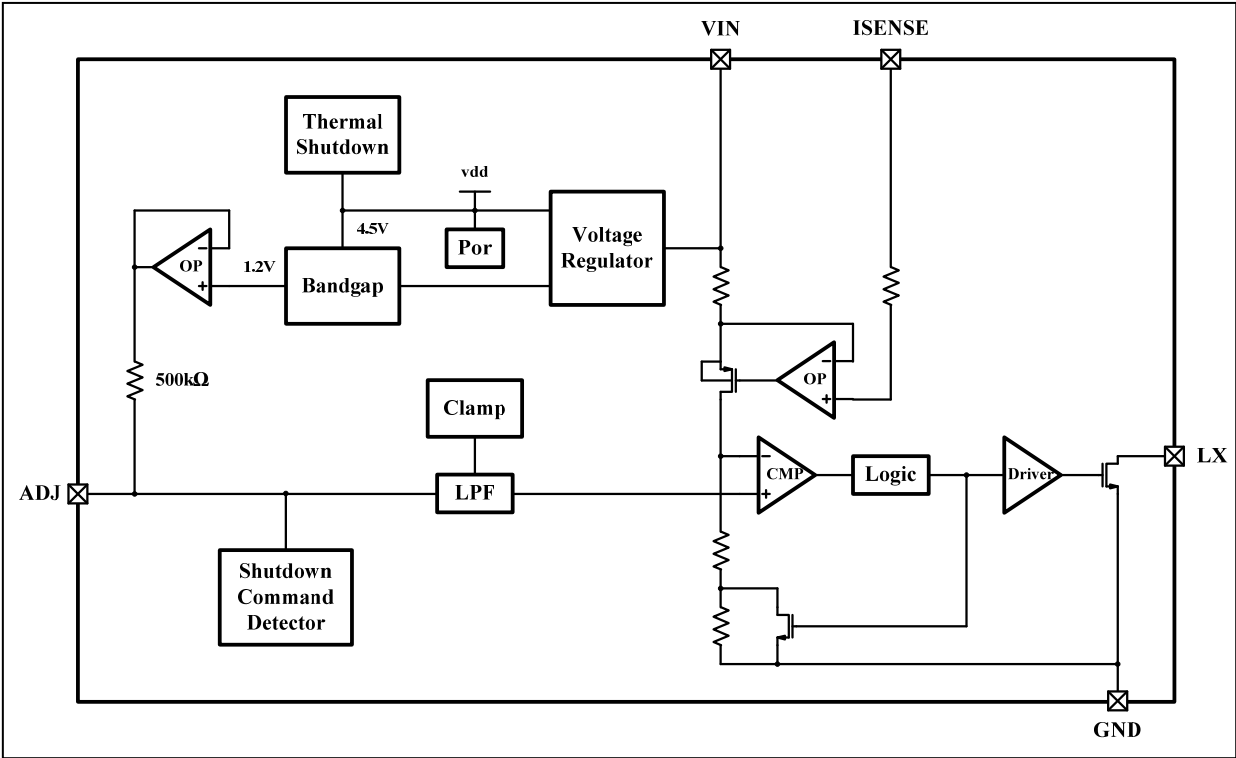 VIN
ISENSE
Thermal
Shutdown
vdd
4.5V
Por
Voltage
Regulator
OP
1.2V
Bandgap
500kΩ
OP
Clamp
CMP
Logic
Driver
LX
ADJ
LPF
Shutdown
Command
Detector
GND